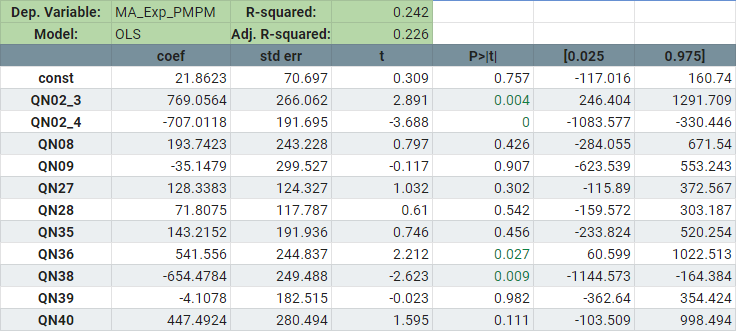 Dep. Variable: MA_Exp_PMPM R-squared: 0.242
Model: OLS Adj. R-squared: 0.226
coef std err t P>|t| [0.025 0.975]
const 21.8623 70.697 0.309 0.757 -117.016 160.74
QN02_3 769.0564 266.062 2.891 0.004 246.404 1291.709
QN02_4 -707.0118 191.695 -3.688 0 -1083.577 -330.446
QN08 193.7423 243.228 0.797 0.426 -284.055 671.54
QN09 -35.1479 299.527 -0.117 0.907 -623.539 553.243
QN27 128.3383 124.327 1.032 0.302 -115.89 372.567
QN28 71.8075 117.787 0.61 0.542 -159.572 303.187
QN35 143.2152 191.936 0.746 0.456 -233.824 520.254
QN36 541.556 244.837 2.212 0.027 60.599 1022.513
QN38 -654.4784 249.488 -2.623 0.009 -1144.573 -164.384
QN39 -4.1078 182.515 -0.023 0.982 -362.64 354.424
QN40 447.4924 280.494 1.595 0.111 -103.509 998.494